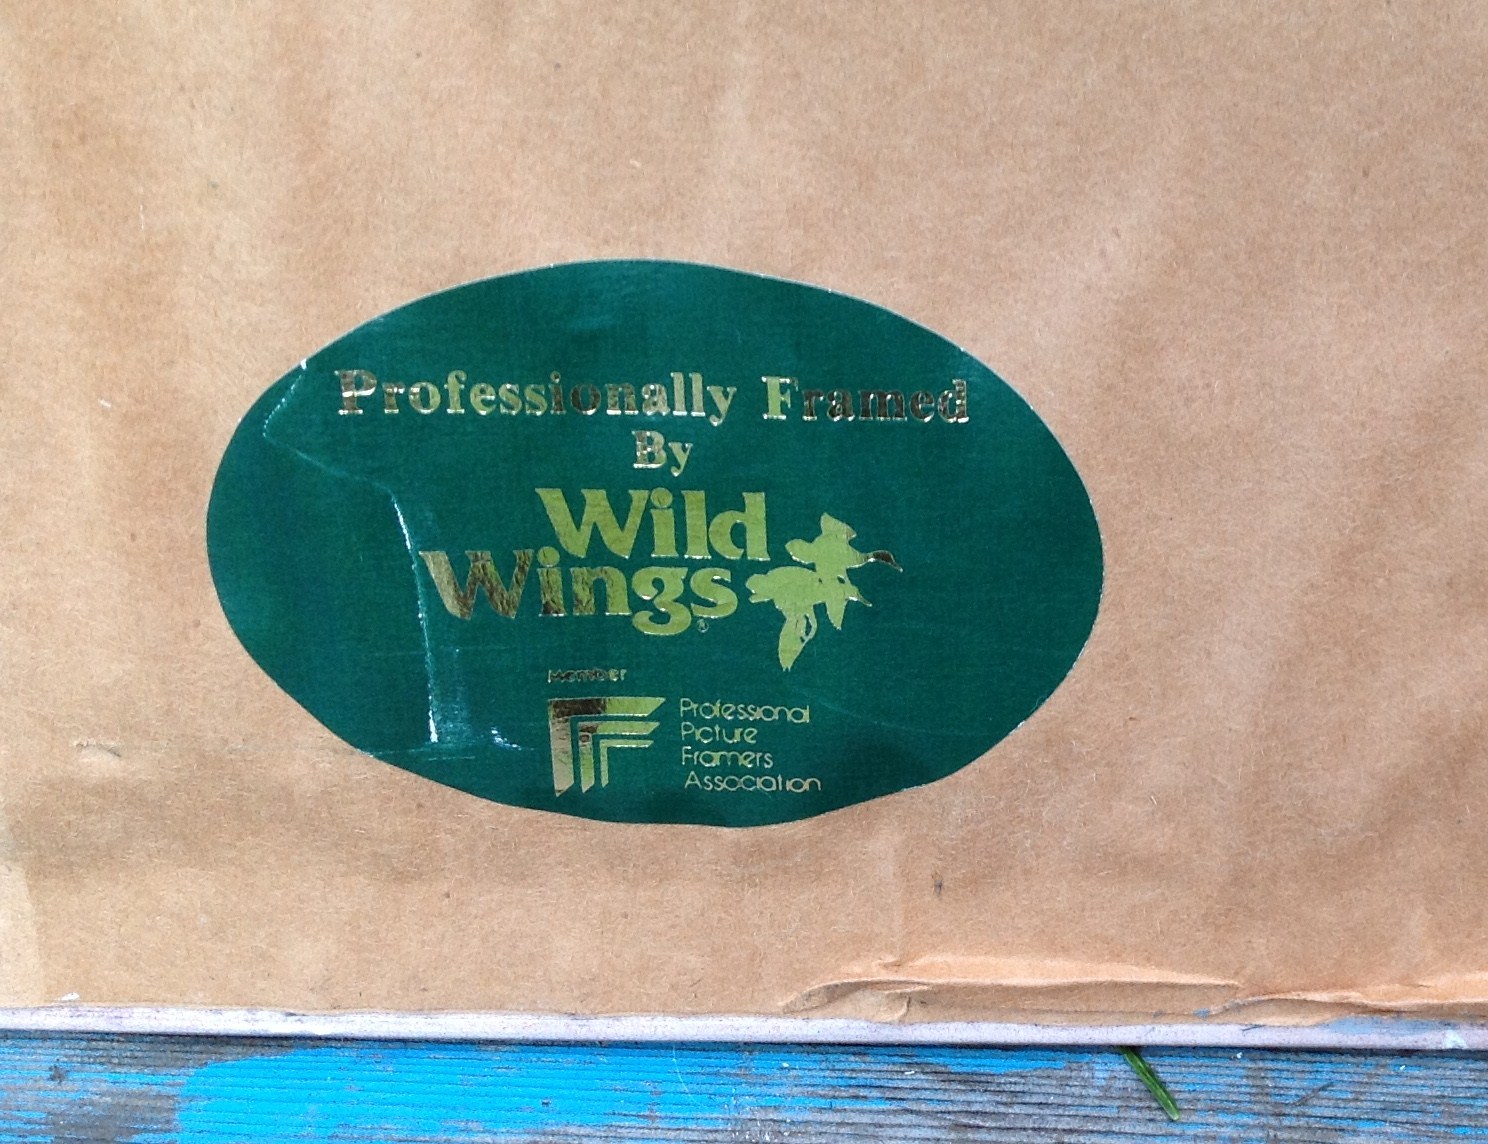 Professionally Framed
By
Wild
Wings®
Member
Professional
Picture
Framers
Association